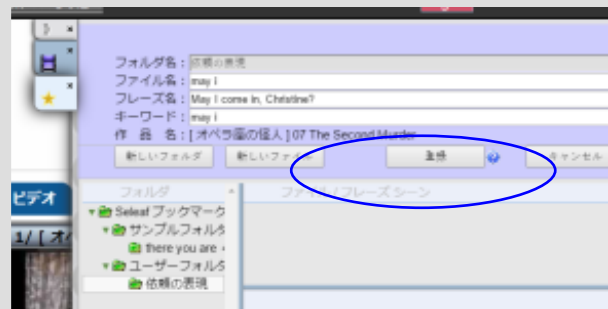 フォルダ名：依頼の表現
ファイル名：may i
フレーズ名：May I come in, Christine?
キーワード：may i
作 品 名：[ オペラ座の怪人 ] 07 The Second Murder
新しいフォルダ 新しいファイル 登録 キャンセル
フォルダ ファイル / フレーズ シーン
ビデオ
Seleaf ブックマーク
サンプルフォルダ
1/ [ オペ
there you are
ユーザーフォルダ
依頼の表現